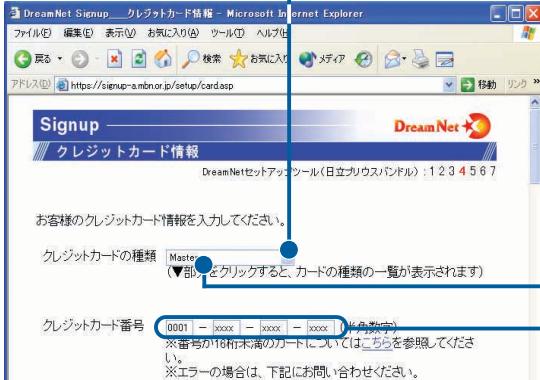 DreamNet Signup___クレジットカード情報 - Microsoft Internet Explorer
ファイル(F) 編集(E) 表示(V) お気に入り(A) ツール(T) ヘルプ(H)
戻る 検索 お気に入り メディア
アドレス(D) https://signup-a.mbn.or.jp/setup/card.asp 移動 リンク »
Signup
DreamNet
クレジットカード情報
DreamNetセットアップツール(日立プリウスバンドル) : 1 2 3 4 5 6 7
お客様のクレジットカード情報を入力してください。
クレジットカードの種類 Master
(▼部分をクリックすると、カードの種類の一覧が表示されます)
クレジットカード番号 0001 - xxxx - xxxx - xxxx (半角数字)
※番号が16桁未満のカードについてはこちらを参照してくださ
い。
※エラーの場合は、下記にお問い合わせください。